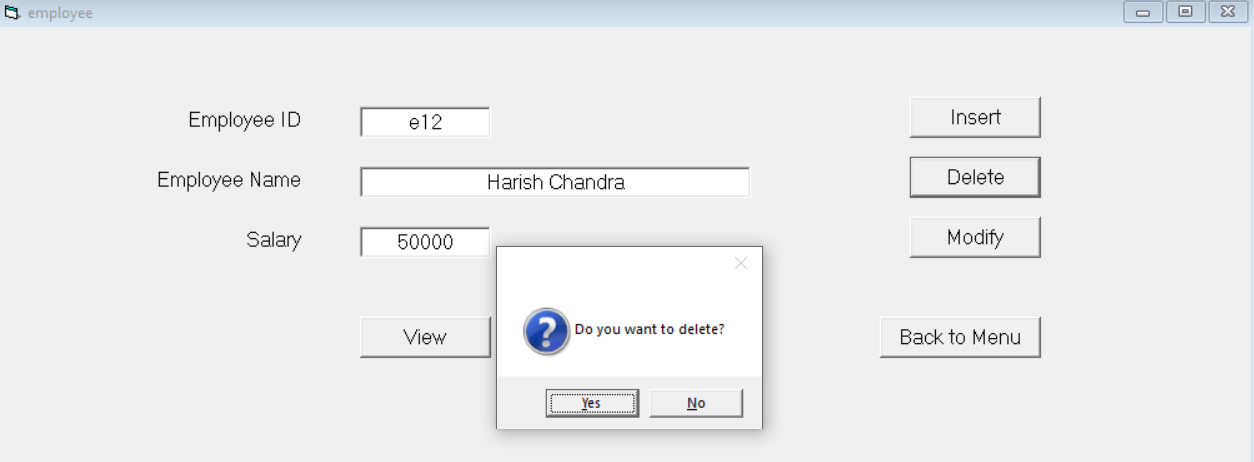 employee
Employee ID e12 Insert
Employee Name Harish Chandra Delete
Salary 50000 Modify
Do you want to delete?
View Back to Menu
Yes No